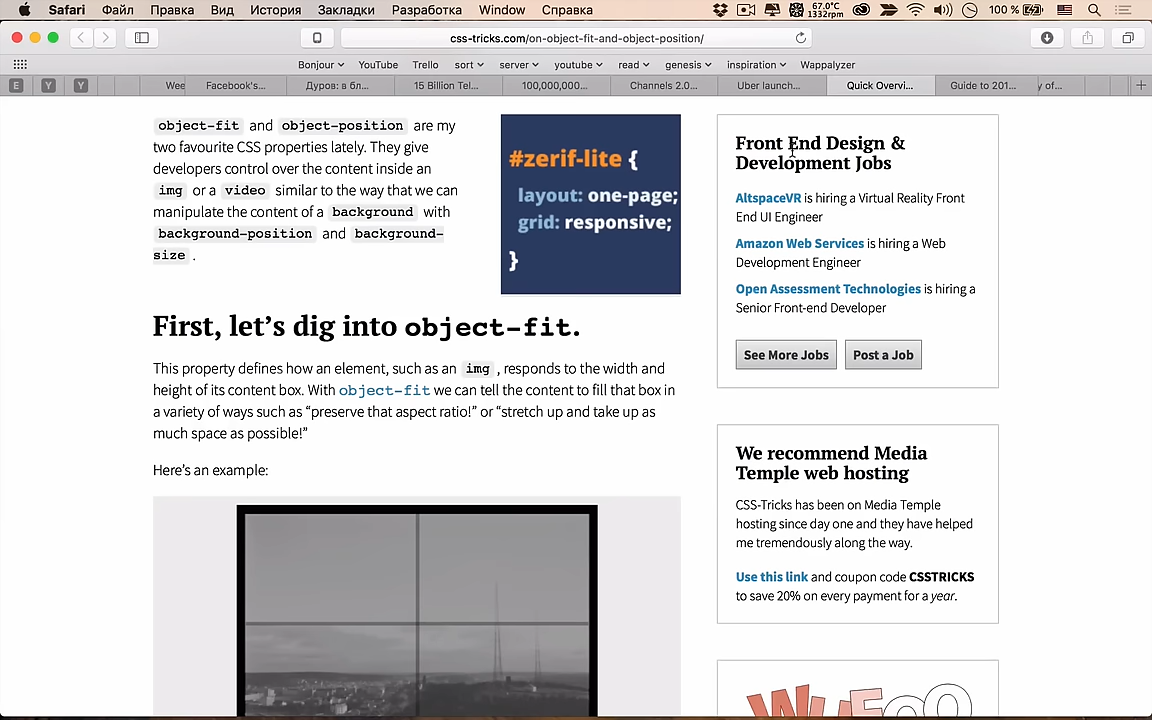 Safari Файл Правка Вид История Закладки Разработка Window Справка 67.0°C 1332rpm 100 %
css-tricks.com/on-object-fit-and-object-position/
Bonjour YouTube Trello sort server youtube read genesis inspiration Wappalyzer
E Y Y Wee Facebook's... Дуров: в бл... 15 Billion Tel... 100,000,000... Channels 2.0... Uber launch... Quick Overvi... Guide to 201... y of...
object-fit and object-position are my
two favourite CSS properties lately. They give
developers control over the content inside an
img or a video similar to the way that we can
manipulate the content of a background with
background-position and background-
size .
#zerif-lite {
layout: one-page;
grid: responsive;
}
First, let’s dig into object-fit.
This property defines how an element, such as an img , responds to the width and
height of its content box. With object-fit we can tell the content to fill that box in
a variety of ways such as “preserve that aspect ratio!” or “stretch up and take up as
much space as possible!”
Here’s an example:
Front End Design &
Development Jobs
AltspaceVR is hiring a Virtual Reality Front
End UI Engineer
Amazon Web Services is hiring a Web
Development Engineer
Open Assessment Technologies is hiring a
Senior Front-end Developer
See More Jobs Post a Job
We recommend Media
Temple web hosting
CSS-Tricks has been on Media Temple
hosting since day one and they have helped
me tremendously along the way.
Use this link and coupon code CSSTRICKS
to save 20% on every payment for a year.
WUFOO